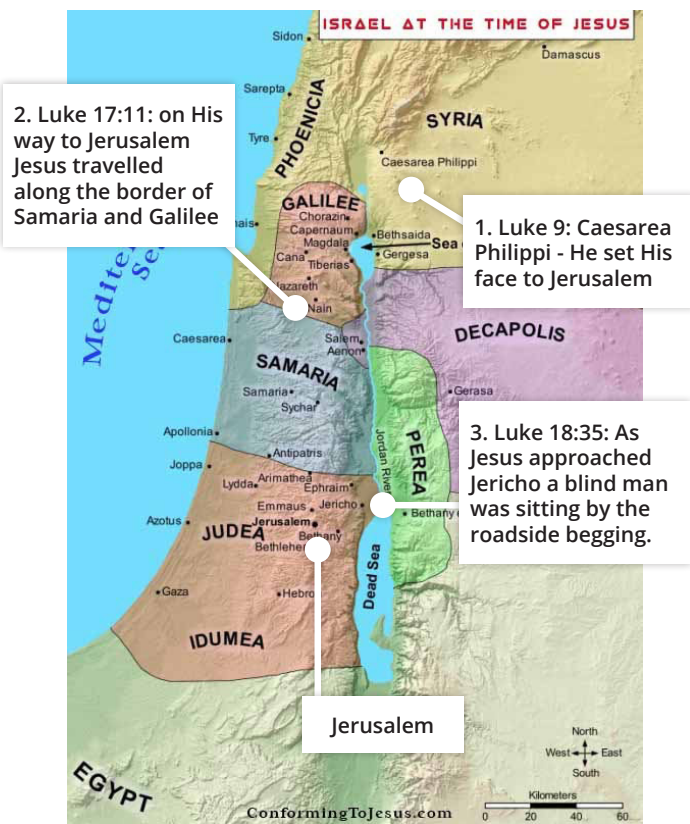 ISRAEL AT THE TIME OF JESUS
Sidon
Damascus
Sarepta
PHOENICIA
SYRIA
2. Luke 17:11: on His
way to Jerusalem
Jesus travelled
along the border of
Samaria and Galilee
Tyre
Caesarea Philippi
GALILEE
Chorazin
Capernaum
Magdala
Bethsaida
Sea
Gergesa
Cana
Tiberias
1. Luke 9: Caesarea
Philippi - He set His
face to Jerusalem
Nain
DECAPOLIS
Caesarea
Salem
Aenon
SAMARIA
Samaria
Sychar
Gerasa
Apollonia
Antipatris
Joppa
Jordan
PEREA
3. Luke 18:35: As
Jesus approached
Jericho a blind man
was sitting by the
roadside begging.
Arimathea
Lydda
Ephraim
Emmaus
Jericho
Azotus
Jerusalem
JUDEA
Bethany
Bethany
Dead Sea
Gaza
IDUMEA
Jerusalem
EGYPT
North
West East
South
Kilometers
0 20 40 60
ConformingToJesus.com